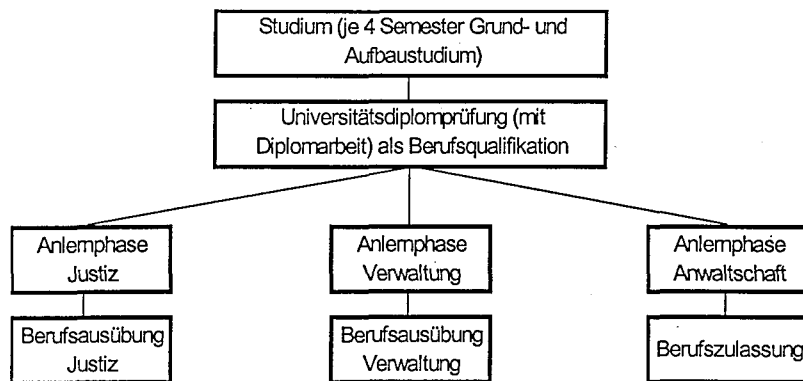 Studium (je 4 Semester Grund- und
Aufbaustudium)
Universitätsdiplomprüfung (mit
Diplomarbeit) als Berufsqualifikation
Anlernphase
Justiz
Anlernphase
Verwaltung
Anlernphase
Anwaltschaft
Berufsausübung
Justiz
Berufsausübung
Verwaltung
Berufszulassung